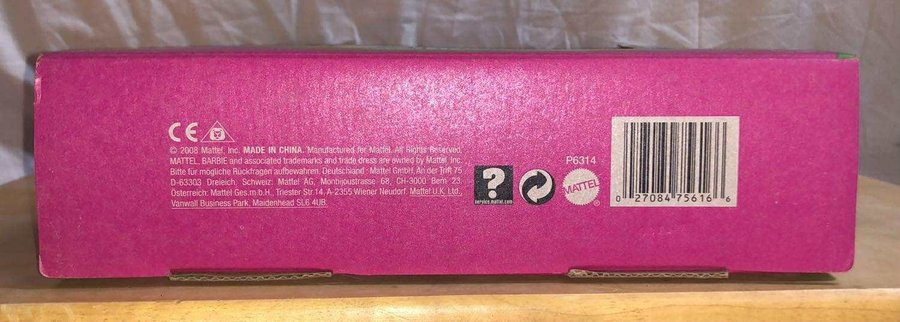 CE
© 2008 Mattel, Inc. MADE IN CHINA. Manufactured for Mattel. All Rights Reserved.
MATTEL, BARBIE and associated trademarks and trade dress are owned by Mattel, Inc.
Bitte für mögliche Rückfragen aufbewahren. Deutschland: Mattel GmbH, An der Trift 75
D-63303 Dreieich. Schweiz: Mattel AG, Monbijoustrasse 68, CH-3000 Bern 23.
Österreich: Mattel Ges.m.b.H., Triester Str.14, A-2355 Wiener Neudorf. Mattel U.K. Ltd.,
Vanwall Business Park, Maidenhead SL6 4UB.
?
service.mattel.com
P6314
MATTEL
0 27084 75616 6